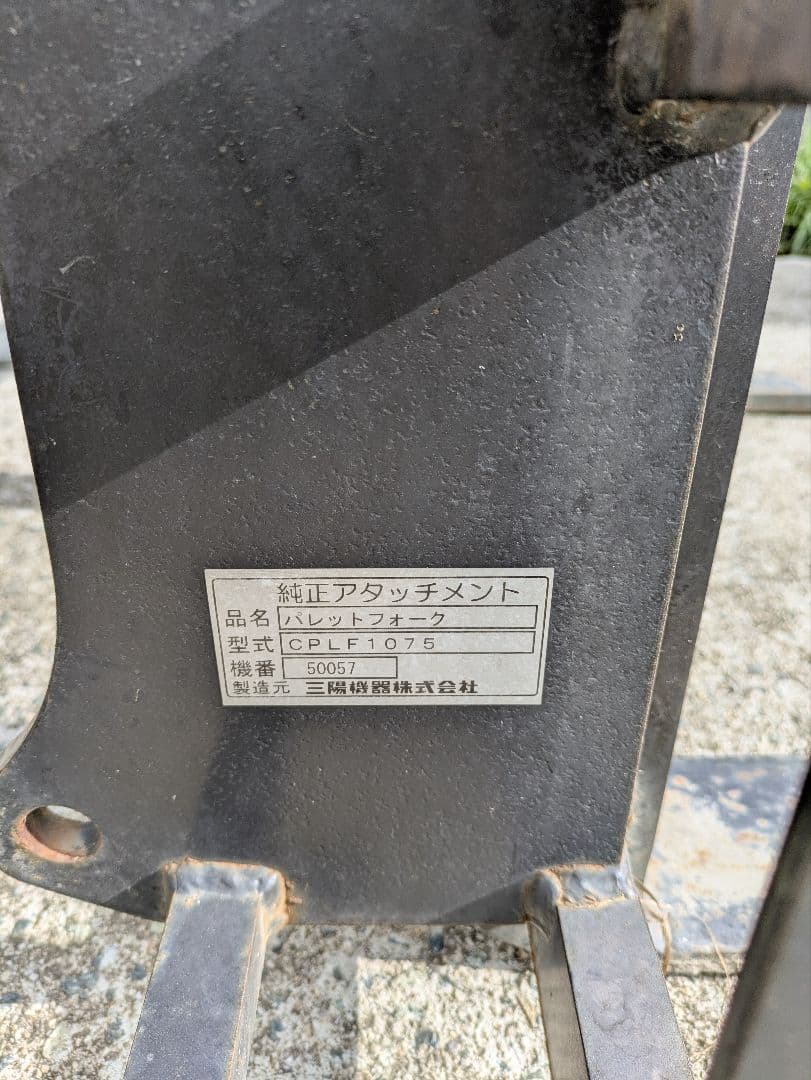 純正アタッチメント
品名 パレットフォーク
型式 CPLF1075
機番 50057
製造元 三陽機器株式会社